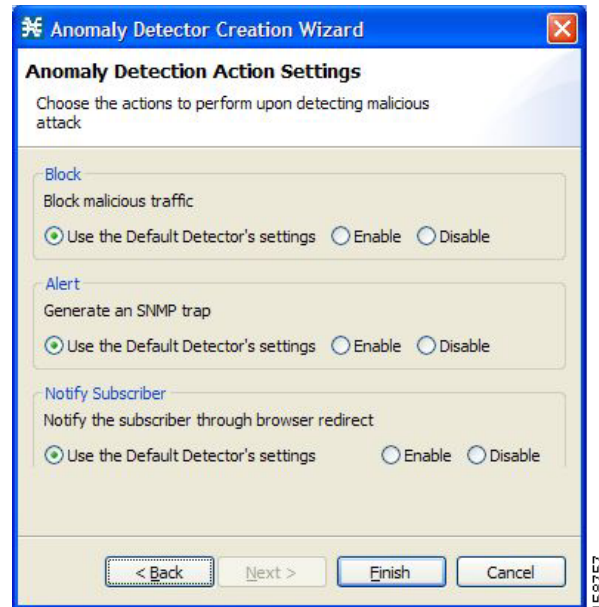 Anomaly Detector Creation Wizard
Anomaly Detection Action Settings
Choose the actions to perform upon detecting malicious
attack
Block
Block malicious traffic
Use the Default Detector's settings Enable Disable
Alert
Generate an SNMP trap
Use the Default Detector's settings Enable Disable
Notify Subscriber
Notify the subscriber through browser redirect
Use the Default Detector's settings Enable Disable
< Back Next > Finish Cancel